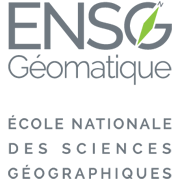 ENSG
Géomatique
ÉCOLE NATIONALE
DES SCIENCES
GÉOGRAPHIQUES